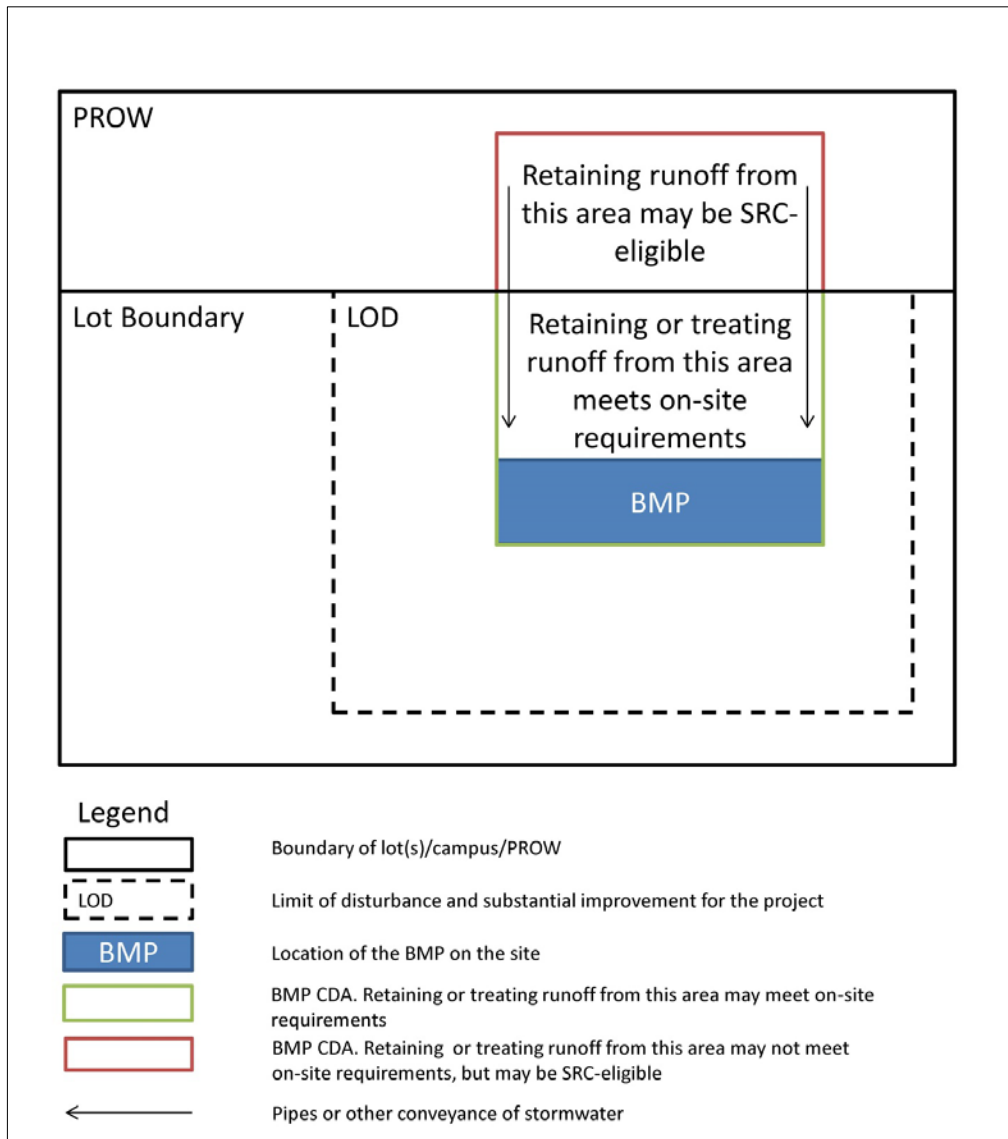 PROW
Retaining runoff from
this area may be SRC-
eligible
Lot Boundary
LOD
Retaining or treating
runoff from this area
meets on-site
requirements
BMP
Legend
Boundary of lot(s)/campus/PROW
LOD
Limit of disturbance and substantial improvement for the project
BMP
Location of the BMP on the site
BMP CDA. Retaining or treating runoff from this area may meet on-site
requirements
BMP CDA. Retaining or treating runoff from this area may not meet
on-site requirements, but may be SRC-eligible
Pipes or other conveyance of stormwater